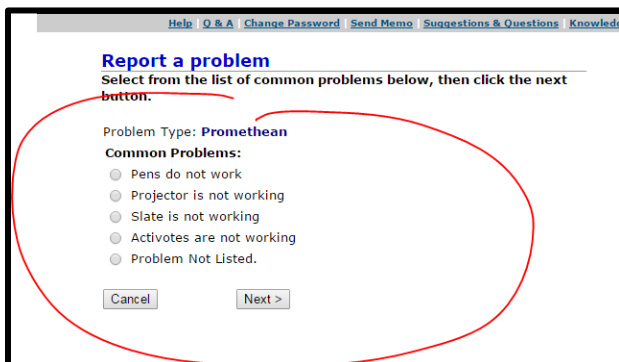 Help | Q & A | Change Password | Send Memo | Suggestions & Questions |
Report a problem
Select from the list of common problems below, then click the next
button.
Problem Type: Promethean
Common Problems:
Pens do not work
Projector is not working
Slate is not working
Activotes are not working
Problem Not Listed.
Cancel Next >